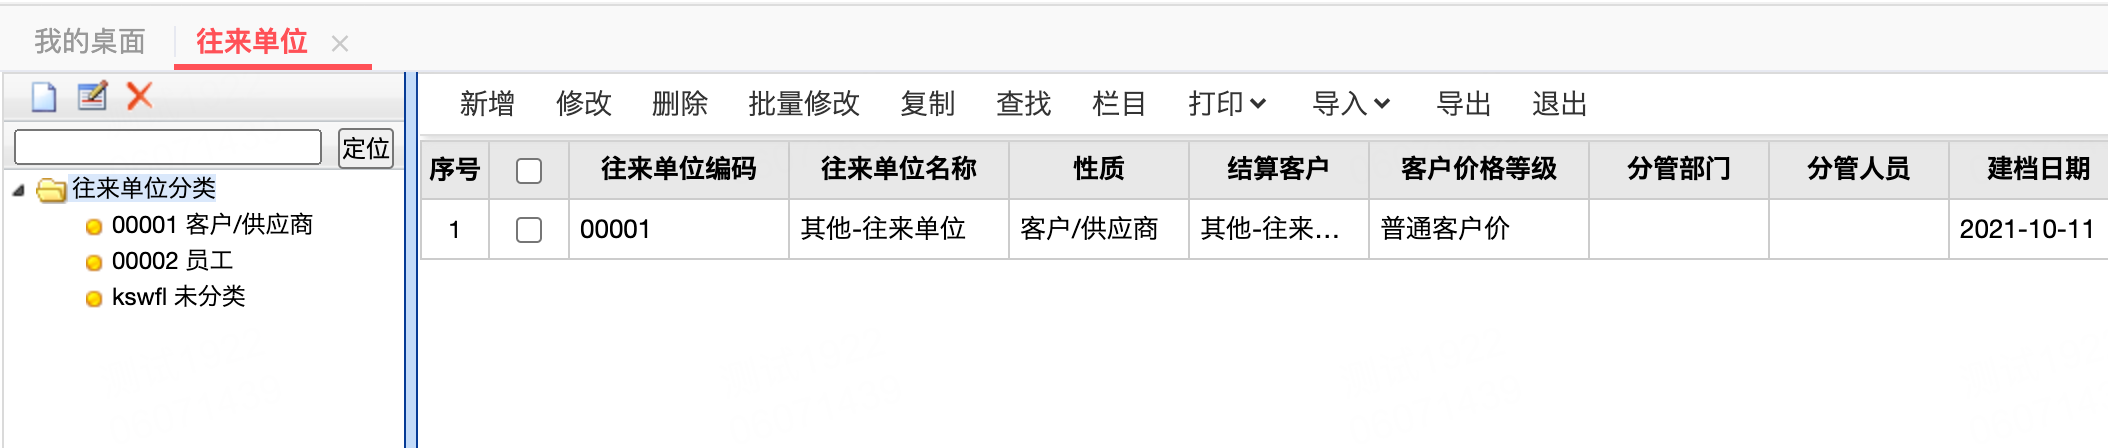 我的桌面 往来单位 ×
新增 修改 删除 批量修改 复制 查找 栏目 打印 导入 导出 退出
定位
往来单位分类
00001 客户/供应商
00002 员工
kswfl 未分类
序号 往来单位编码 往来单位名称 性质 结算客户 客户价格等级 分管部门 分管人员 建档日期
1 00001 其他-往来单位 客户/供应商 其他-往来... 普通客户价 2021-10-11